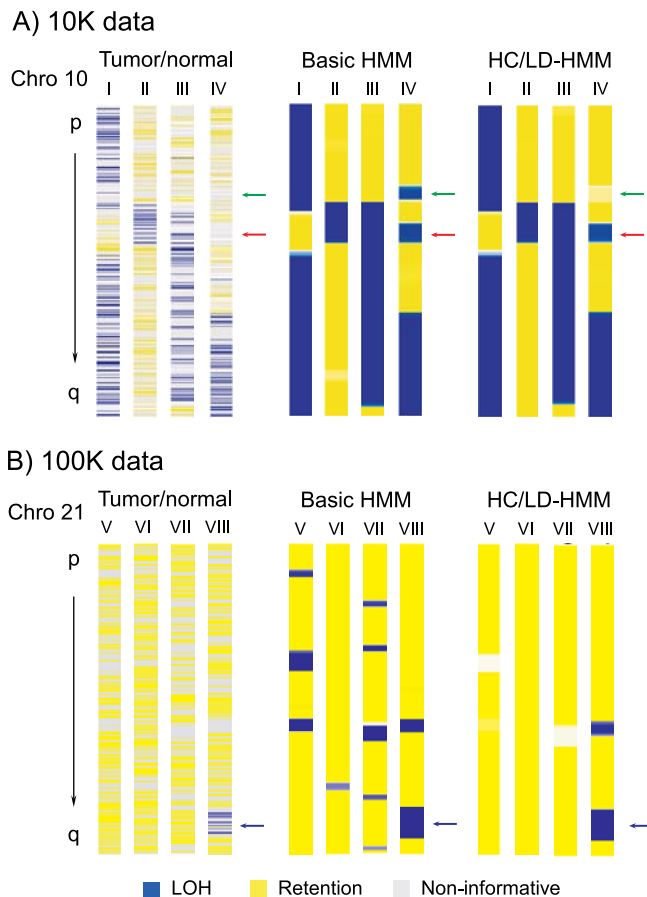 A) 10K data
Tumor/normal Basic HMM HC/LD-HMM
Chro 10 I II III IV I II III IV I II III IV
p
q
B) 100K data
Tumor/normal Basic HMM HC/LD-HMM
Chro 21 V VI VII VIII V VI VII VIII V VI VII VIII
p
q
LOH Retention Non-informative